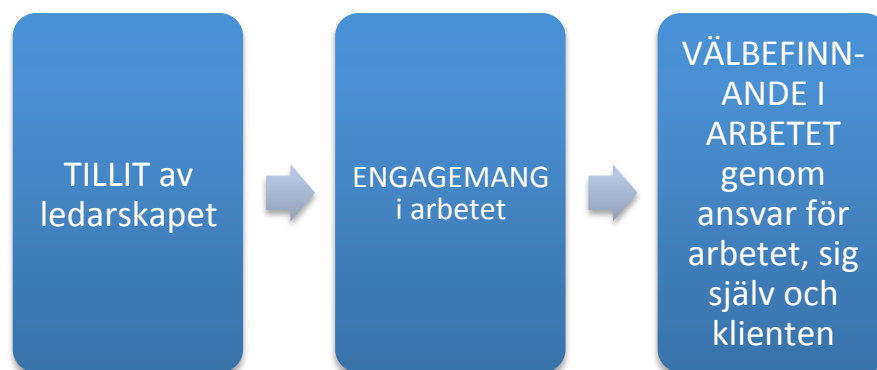 TILLIT av
ledarskapet
ENGAGEMANG
i arbetet
VÄLBEFINN-
ANDE I
ARBETET
genom
ansvar för
arbetet, sig
själv och
klienten